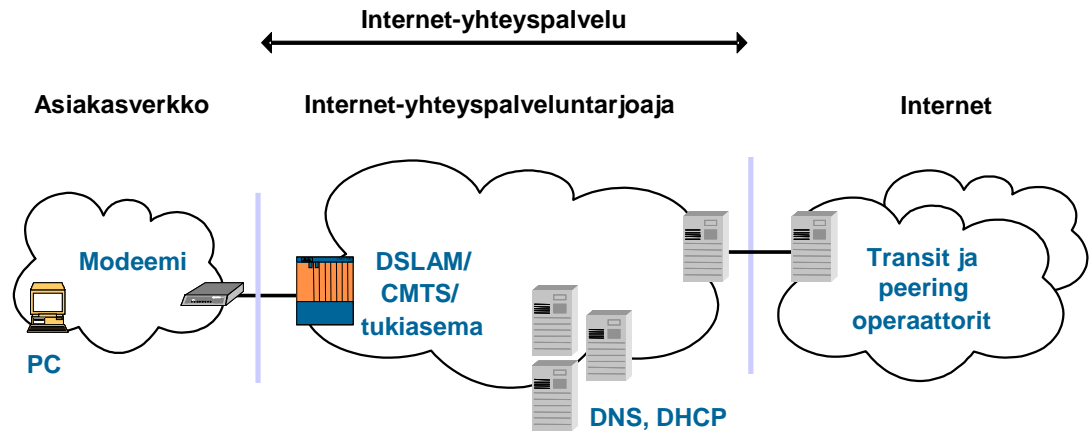 Internet-yhteyspalvelu
Asiakasverkko
Internet-yhteyspalveluntarjoaja
Internet
Modeemi
PC
DSLAM/
CMTS/
tukiasema
DNS, DHCP
Transit ja
peering
operaattorit